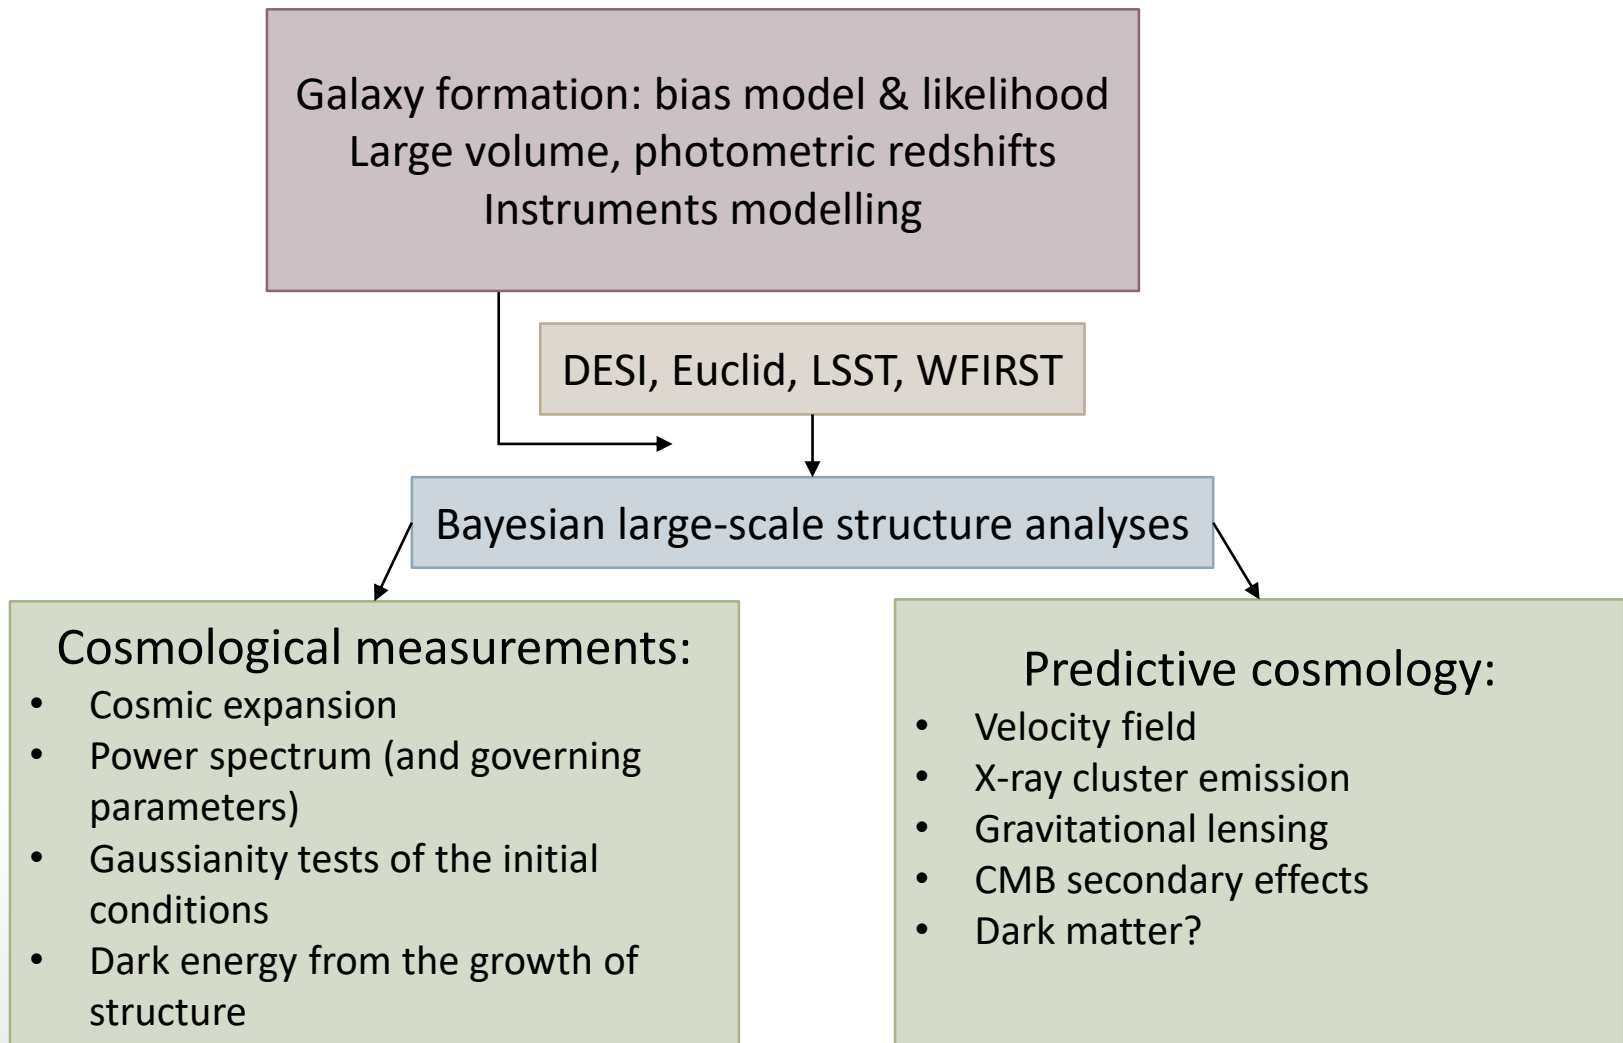 Galaxy formation: bias model & likelihood
Large volume, photometric redshifts
Instruments modelling
DESI, Euclid, LSST, WFIRST
Bayesian large-scale structure analyses
Cosmological measurements:
• Cosmic expansion
• Power spectrum (and governing
parameters)
• Gaussianity tests of the initial
conditions
• Dark energy from the growth of
structure
Predictive cosmology:
• Velocity field
• X-ray cluster emission
• Gravitational lensing
• CMB secondary effects
• Dark matter?